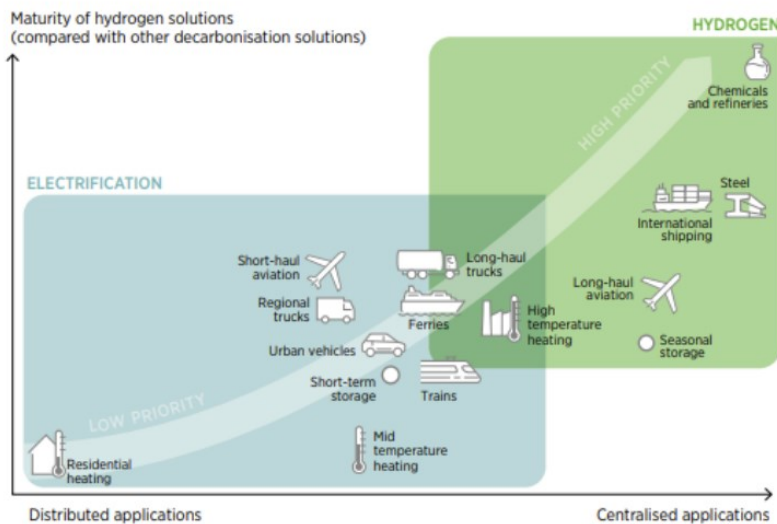 Maturity of hydrogen solutions
(compared with other decarbonisation solutions)
HYDROGEN
HIGH PRIORITY
Chemicals
and refineries
ELECTRIFICATION
Steel
International
shipping
Short-haul
aviation
Long-haul
trucks
Long-haul
aviation
Regional
trucks
Ferries
High
temperature
heating
Urban vehicles
Seasonal
storage
Short-term
storage
Trains
LOW PRIORITY
Residential
heating
Mid
temperature
heating
Distributed applications
Centralised applications